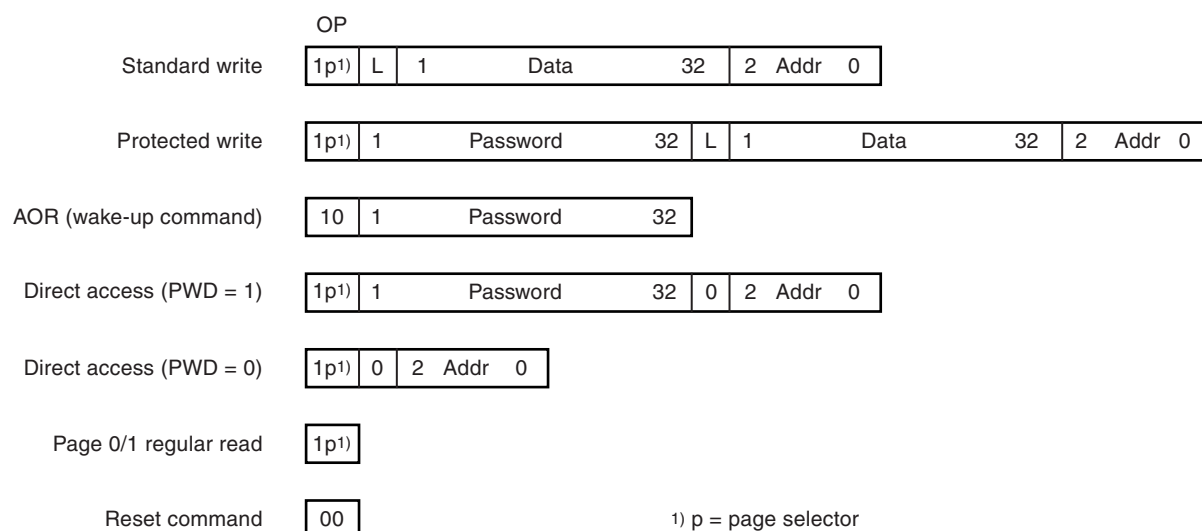 OP
Standard write 1p1) L 1 Data 32 2 Addr 0
Protected write 1p1) 1 Password 32 L 1 Data 32 2 Addr 0
AOR (wake-up command) 10 1 Password 32
Direct access (PWD = 1) 1p1) 1 Password 32 0 2 Addr 0
Direct access (PWD = 0) 1p1) 0 2 Addr 0
Page 0/1 regular read 1p1)
Reset command 00 1) p = page selector